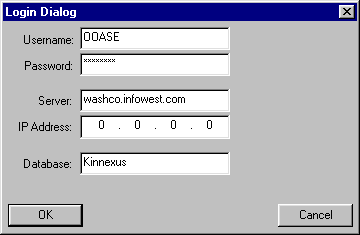 Login Dialog
Username: OOASE
Password: xxxxxxxx
Server: washco.infowest.com
IP Address: 0 . 0 . 0 . 0
Database: Kinnexus
OK Cancel